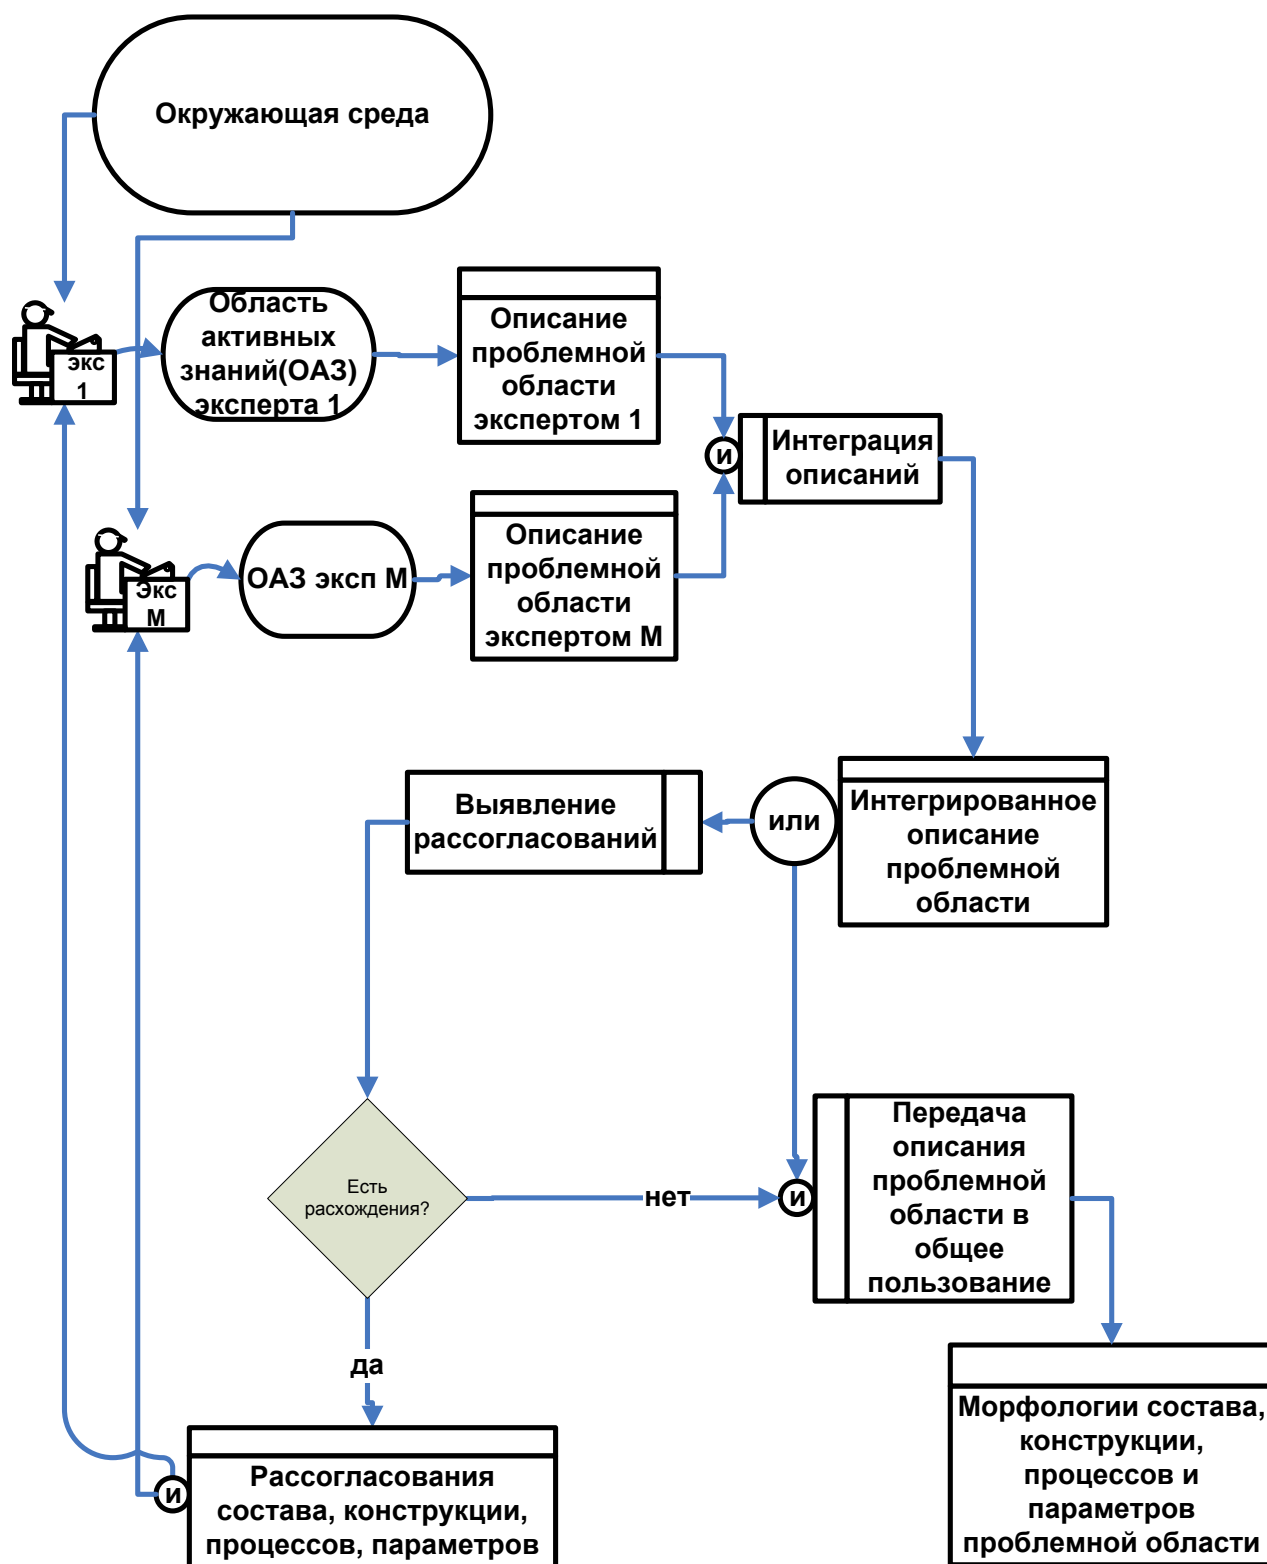 Окружающая среда
экс
1
Область
активных
знаний(ОАЗ)
эксперта 1
Описание
проблемной
области
экспертом 1
и
Интеграция
описаний
Экс
М
ОАЗ эксп М
Описание
проблемной
области
экспертом М
Выявление
рассогласований
или
Интегрированное
описание
проблемной
области
Есть
расхождения?
нет
и
Передача
описания
проблемной
области в
общее
пользование
да
и
Рассогласования
состава, конструкции,
процессов, параметров
Морфологии состава,
конструкции,
процессов и
параметров
проблемной области